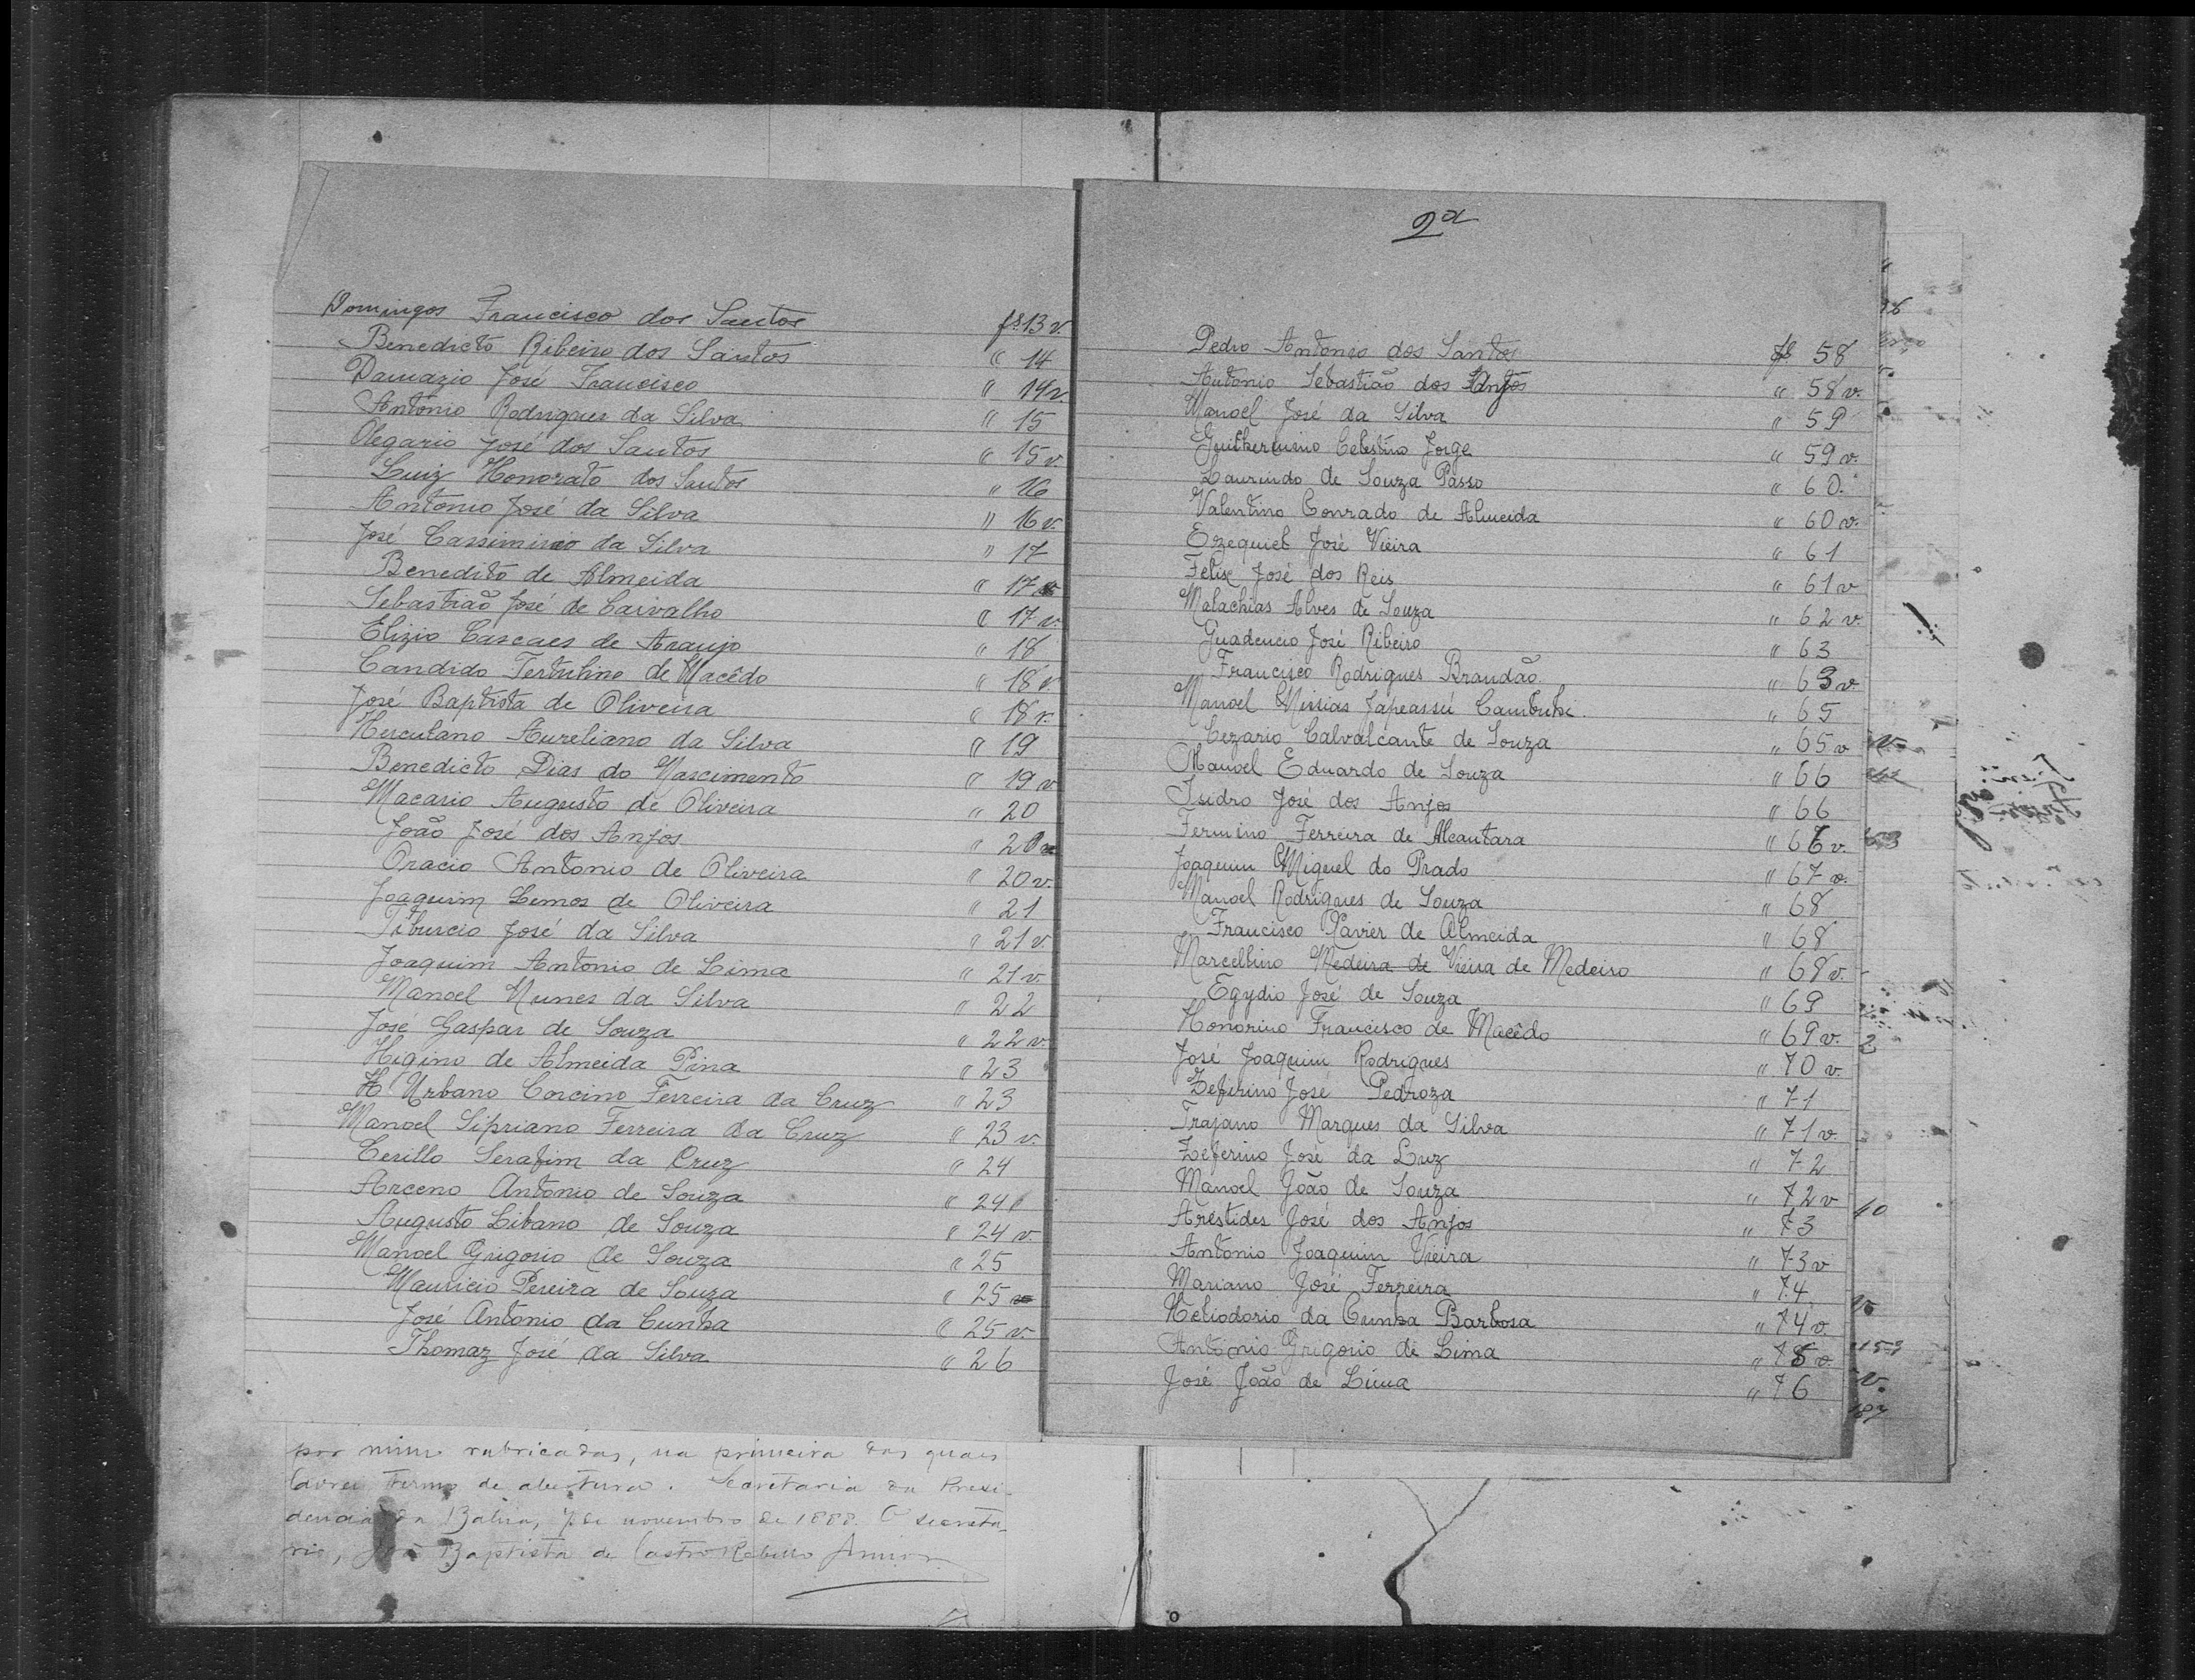 Domingos Francisco dos Santos fs. 13 v.
Benedicto Ribeiro dos Santos " 14
Damazio José Francisco " 14 v.
Antonio Rodrigues da Silva " 15
Olegario José dos Santos " 15 v.
Luiz Honorato dos Santos " 16
Antonio José da Silva " 16 v.
José Cassimiro da Silva " 17
Benedito de Almeida " 17
Sebastião José de Carvalho " 17 v.
Elizio Cascaes de Araujo " 18
Candido Tertulino de Macêdo " 18 v.
José Baptista de Oliveira " 18 v.
Herculano Aureliano da Silva " 19
Benedicto Dias do Nascimento " 19 v
Macario Augusto de Oliveira " 20
João José dos Anjos " 20
Oracio Antonio de Oliveira " 20 v.
Joaquim Lemos de Oliveira " 21
Tiburcio José da Silva " 21 v.
Joaquim Antonio de Lima " 21 v.
Manoel Nunes da Silva " 22
José Gaspar de Souza " 22 v.
Higino de Almeida Pina " 23
H. Urbano Corcino Ferreira da Cruz " 23
Manoel Sipriano Ferreira da Cruz " 23 v.
Cerillo Serafim da Cruz " 24
Arceno Antonio de Souza " 24
Augusto Libano de Souza " 24 v.
Manoel Grigorio de Souza " 25
Mauricio Pereira de Souza " 25
José Antonio da Cunha " 25 v
Thomaz José da Silva " 26
por mim rubricadas, na primeira das quaes
lavrei termo de abertura. Secretaria da Presi-
dencia da Bahia, 7 de novembro de 1888. O secreta-
rio, Baptista de Castro Rebello Junior
2ª
Pedro Antonio dos Santos fs 58
Antonio Sebastião dos Anjos " 58 v.
Manoel José da Silva " 59
Guilhermino Celestino Jorge " 59 v.
Laurindo de Souza Passo " 60.
Valentino Conrado de Almeida " 60 v.
Ezequiel José Vieira " 61
Felix José dos Reis " 61 v
Malachias Alves de Souza " 62 v.
Guadencio José Ribeiro " 63
Francisco Rodrigues Brandão " 63 v
Manoel Missias Japeassú " 65
Cezario Calvalcante de Souza " 65 v
Manoel Eduardo de Souza " 66
Isidro José dos Anjos " 66
Fermino Ferreira de Alcantara " 66 v.
Joaquim Miguel do Prado " 67 v.
Manoel Rodrigues de Souza " 68
Francisco Xavier de Almeida " 68
Marcellino Medeira de Vieira de Medeiro " 68 v.
Egydio José de Souza " 69
Honorino Francisco de Macêdo " 69 v.
José Joaquim Rodrigues " 70 v.
Zeferino José Pedroza " 71
Trajano Marques da Silva " 71 v.
Zeferino José da Luz " 72
Manoel João de Souza " 72 v
Arestides José dos Anjos " 73
Antonio Joaquim Vieira " 73 v
Mariano José Ferreira " 74
Heliodorio da Cunha Barbosa " 74 v.
Antonio Grigorio de Lima " 75 v
José João de Lima " 76